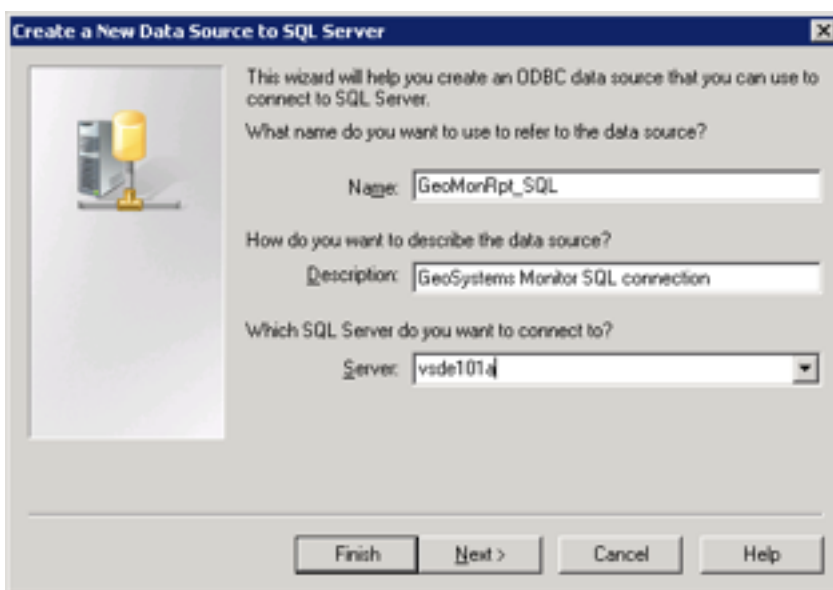 Create a New Data Source to SQL Server
This wizard will help you create an ODBC data source that you can use to
connect to SQL Server.
What name do you want to use to refer to the data source?
Name: GeoMonRpt_SQL
How do you want to describe the data source?
Description: GeoSystems Monitor SQL connection
Which SQL Server do you want to connect to?
Server: vsde101a
Finish
Next >
Cancel
Help